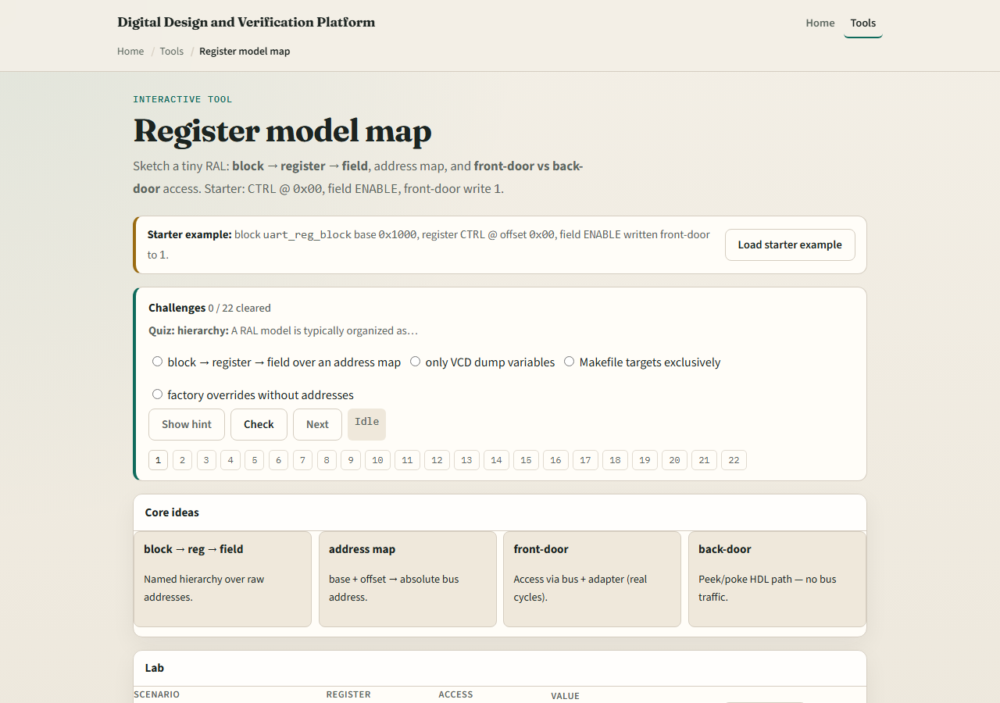 Digital Design and Verification Platform
Home Tools
Home / Tools / Register model map
INTERACTIVE TOOL
Register model map
Sketch a tiny RAL: block → register → field, address map, and front-door vs back-
door access. Starter: CTRL @ 0x00, field ENABLE, front-door write 1.
Starter example: block uart_reg_block base 0x1000, register CTRL @ offset 0x00, field ENABLE written front-door
to 1.
Load starter example
Challenges 0 / 22 cleared
Quiz: hierarchy: A RAL model is typically organized as…
block → register → field over an address map only VCD dump variables Makefile targets exclusively
factory overrides without addresses
Show hint Check Next Idle
1 2 3 4 5 6 7 8 9 10 11 12 13 14 15 16 17 18 19 20 21 22
Core ideas
block → reg → field
Named hierarchy over raw
addresses.
address map
base + offset → absolute bus
address.
front-door
Access via bus + adapter (real
cycles).
back-door
Peek/poke HDL path — no bus
traffic.
Lab
SCENARIO REGISTER ACCESS VALUE